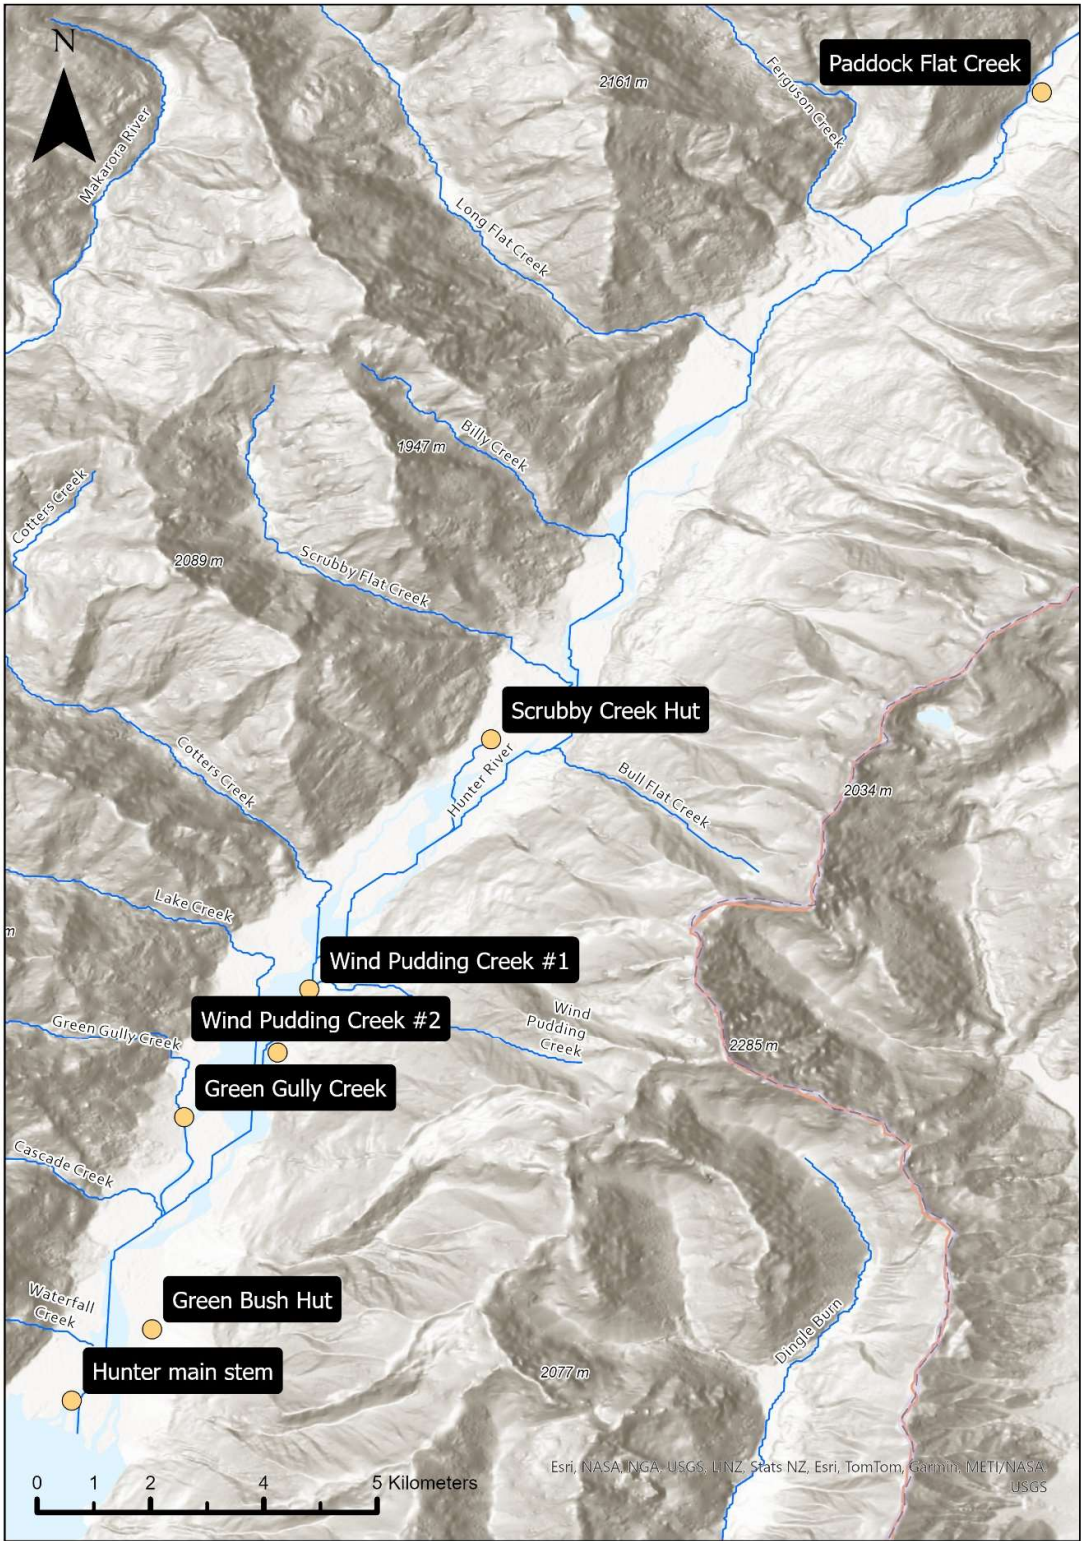 N
Paddock Flat Creek
2161 m
Ferguson Creek
Makarora River
Long Flat Creek
1947 m
Billy Creek
Cotters Creek
2089 m
Scrubby Flat Creek
Scrubby Creek Hut
Hunter River
Cotters Creek
Bull Flat Creek
2034 m
Lake Creek
m
Wind Pudding Creek #1
Wind Pudding Creek #2
Wind
Pudding
Creek
Green Gully Creek
2285 m
Green Gully Creek
Cascade Creek
Waterfall
Creek
Green Bush Hut
Dingle Burn
Hunter main stem
2077 m
0 1 2 4 5 Kilometers
Esri, NASA, NGA, USGS, LINZ, Stats NZ, Esri, TomTom, Garmin, METI/NASA,
USGS